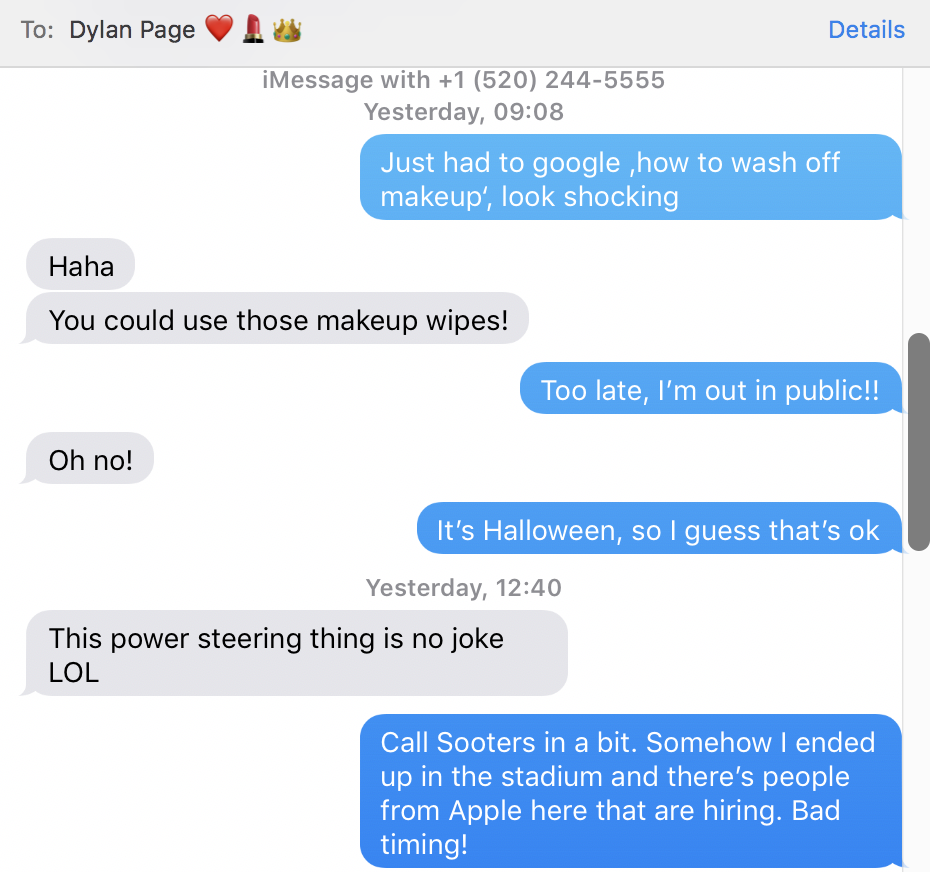 To: Dylan Page ❤️💄👑
Details
iMessage with +1 (520) 244-5555
Yesterday, 09:08
Just had to google ‚how to wash off
makeup‘, look shocking
Haha
You could use those makeup wipes!
Too late, I’m out in public!!
Oh no!
It’s Halloween, so I guess that’s ok
Yesterday, 12:40
This power steering thing is no joke
LOL
Call Sooters in a bit. Somehow I ended
up in the stadium and there’s people
from Apple here that are hiring. Bad
timing!